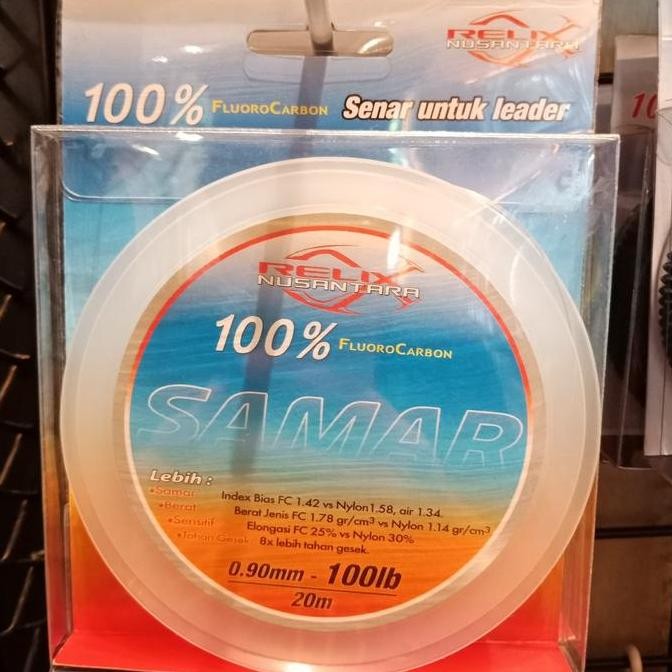 RELIX
NUSANTARA
100% FLUOROCARBON Senar untuk leader
RELIX
NUSANTARA
100% FLUOROCARBON
SAMAR
Lebih :
•Samar Index Bias FC 1.42 vs Nylon1.58, air 1.34.
•Berat Berat Jenis FC 1.78 gr/cm³ vs Nylon 1.14 gr/cm³
•Sensitif Elongasi FC 25% vs Nylon 30%
•Tahan Gesek 8x lebih tahan gesek.
0.90mm - 100lb
20m
10